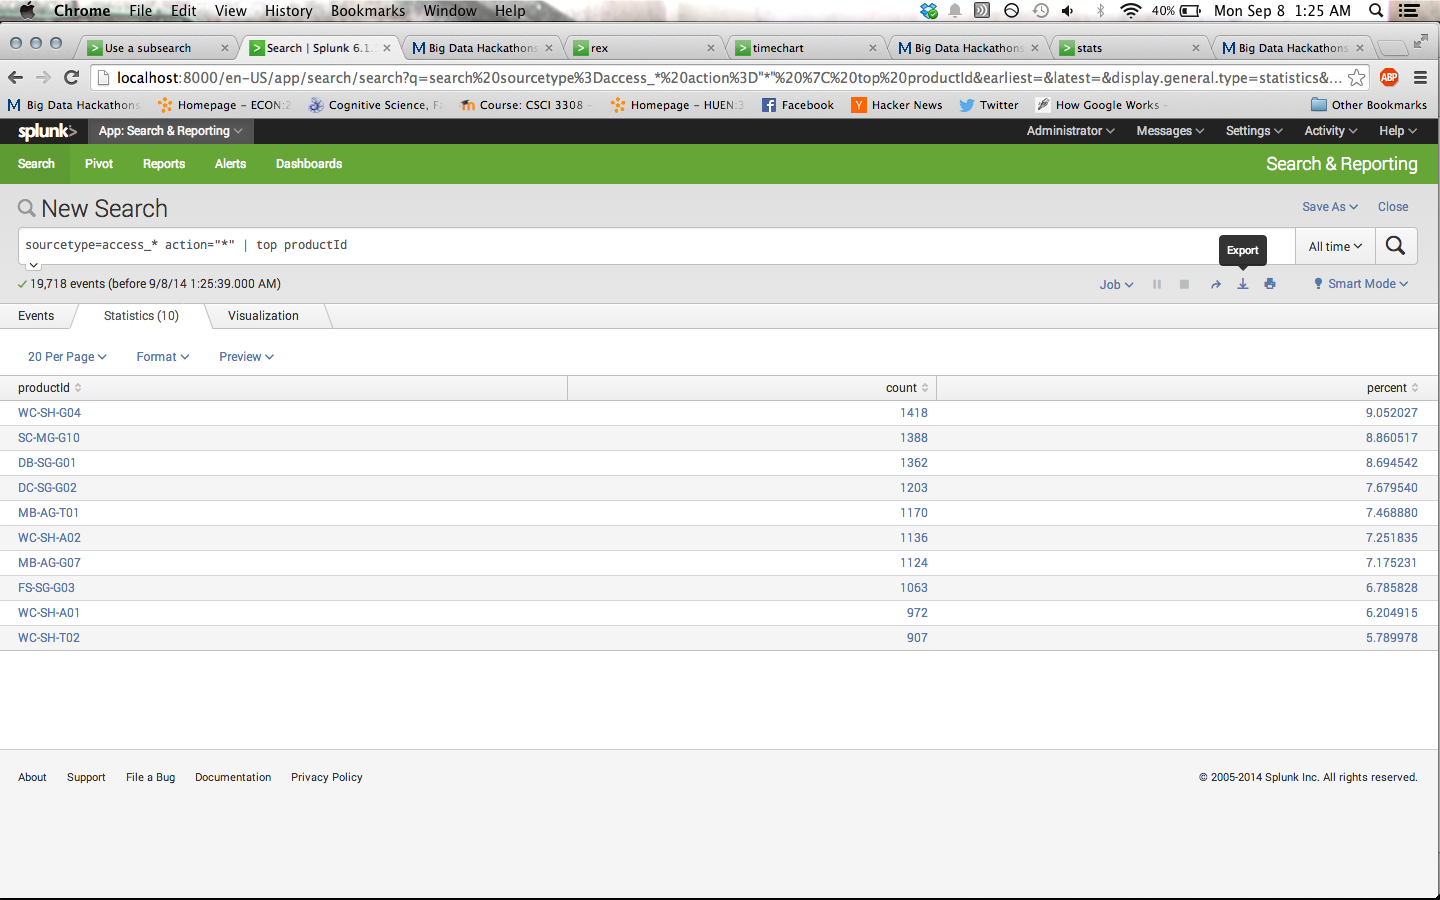 Chrome File Edit View History Bookmarks Window Help 40% Mon Sep 8 1:25 AM
Use a subsearch Search | Splunk 6.1. Big Data Hackathons rex timechart Big Data Hackathons stats Big Data Hackathons
localhost:8000/en-US/app/search/search?q=search%20sourcetype%3Daccess_*%20action%3D"*"%20%7C%20top%20productId&earliest=&latest=&display.general.type=statistics&... ABP
Big Data Hackathons Homepage – ECON:2 Cognitive Science, Fa Course: CSCI 3308 – Homepage – HUEN:3 Facebook Hacker News Twitter How Google Works – Other Bookmarks
splunk> App: Search & Reporting Administrator Messages Settings Activity Help
Search Pivot Reports Alerts Dashboards Search & Reporting
New Search Save As Close
sourcetype=access_* action="*" | top productId All time
Export
19,718 events (before 9/8/14 1:25:39.000 AM) Job Smart Mode
Events Statistics (10) Visualization
20 Per Page Format Preview
productId count percent
WC-SH-G04 1418 9.052027
SC-MG-G10 1388 8.860517
DB-SG-G01 1362 8.694542
DC-SG-G02 1203 7.679540
MB-AG-T01 1170 7.468880
WC-SH-A02 1136 7.251835
MB-AG-G07 1124 7.175231
FS-SG-G03 1063 6.785828
WC-SH-A01 972 6.204915
WC-SH-T02 907 5.789978
About Support File a Bug Documentation Privacy Policy © 2005-2014 Splunk Inc. All rights reserved.